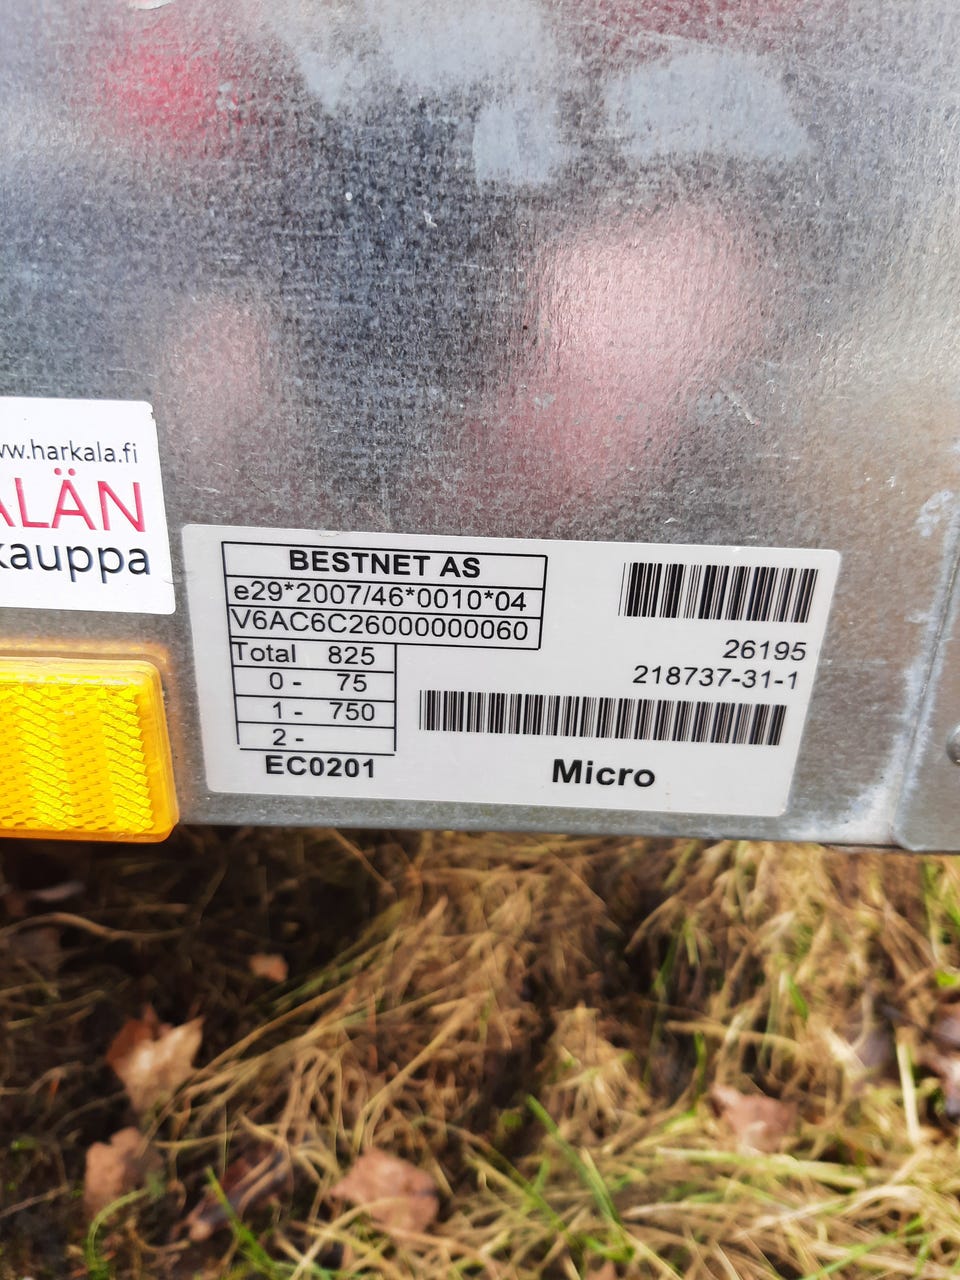 ww.harkala.fi
ALÄN
kauppa
BESTNET AS
e29*2007/46*0010*04
V6AC6C26000000060
Total 825
0 - 75
1 - 750
2 -
EC0201
26195
218737-31-1
Micro